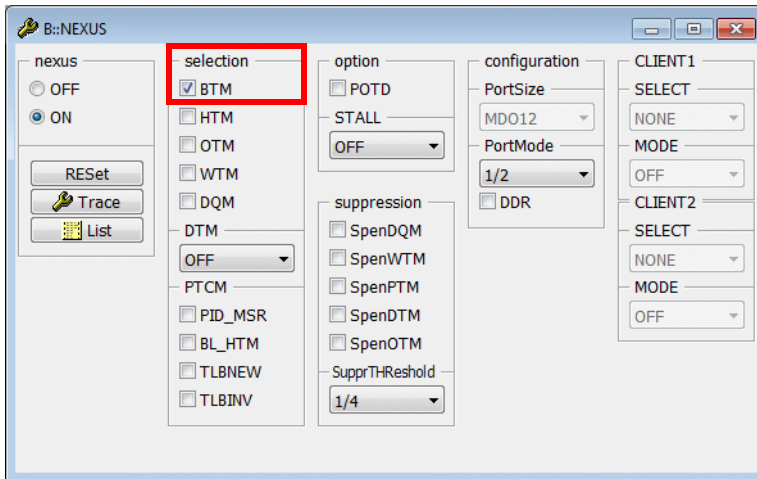 B::NEXUS
nexus
OFF
ON
RESet
Trace
List
selection
BTM
HTM
OTM
WTM
DQM
DTM
OFF
PTCM
PID_MSR
BL_HTM
TLBNEW
TLBINV
option
POTD
STALL
OFF
suppression
SpenDQM
SpenWTM
SpenPTM
SpenDTM
SpenOTM
SupprTHReshold
1/4
configuration
PortSize
MDO12
PortMode
1/2
DDR
CLIENT1
SELECT
NONE
MODE
OFF
CLIENT2
SELECT
NONE
MODE
OFF